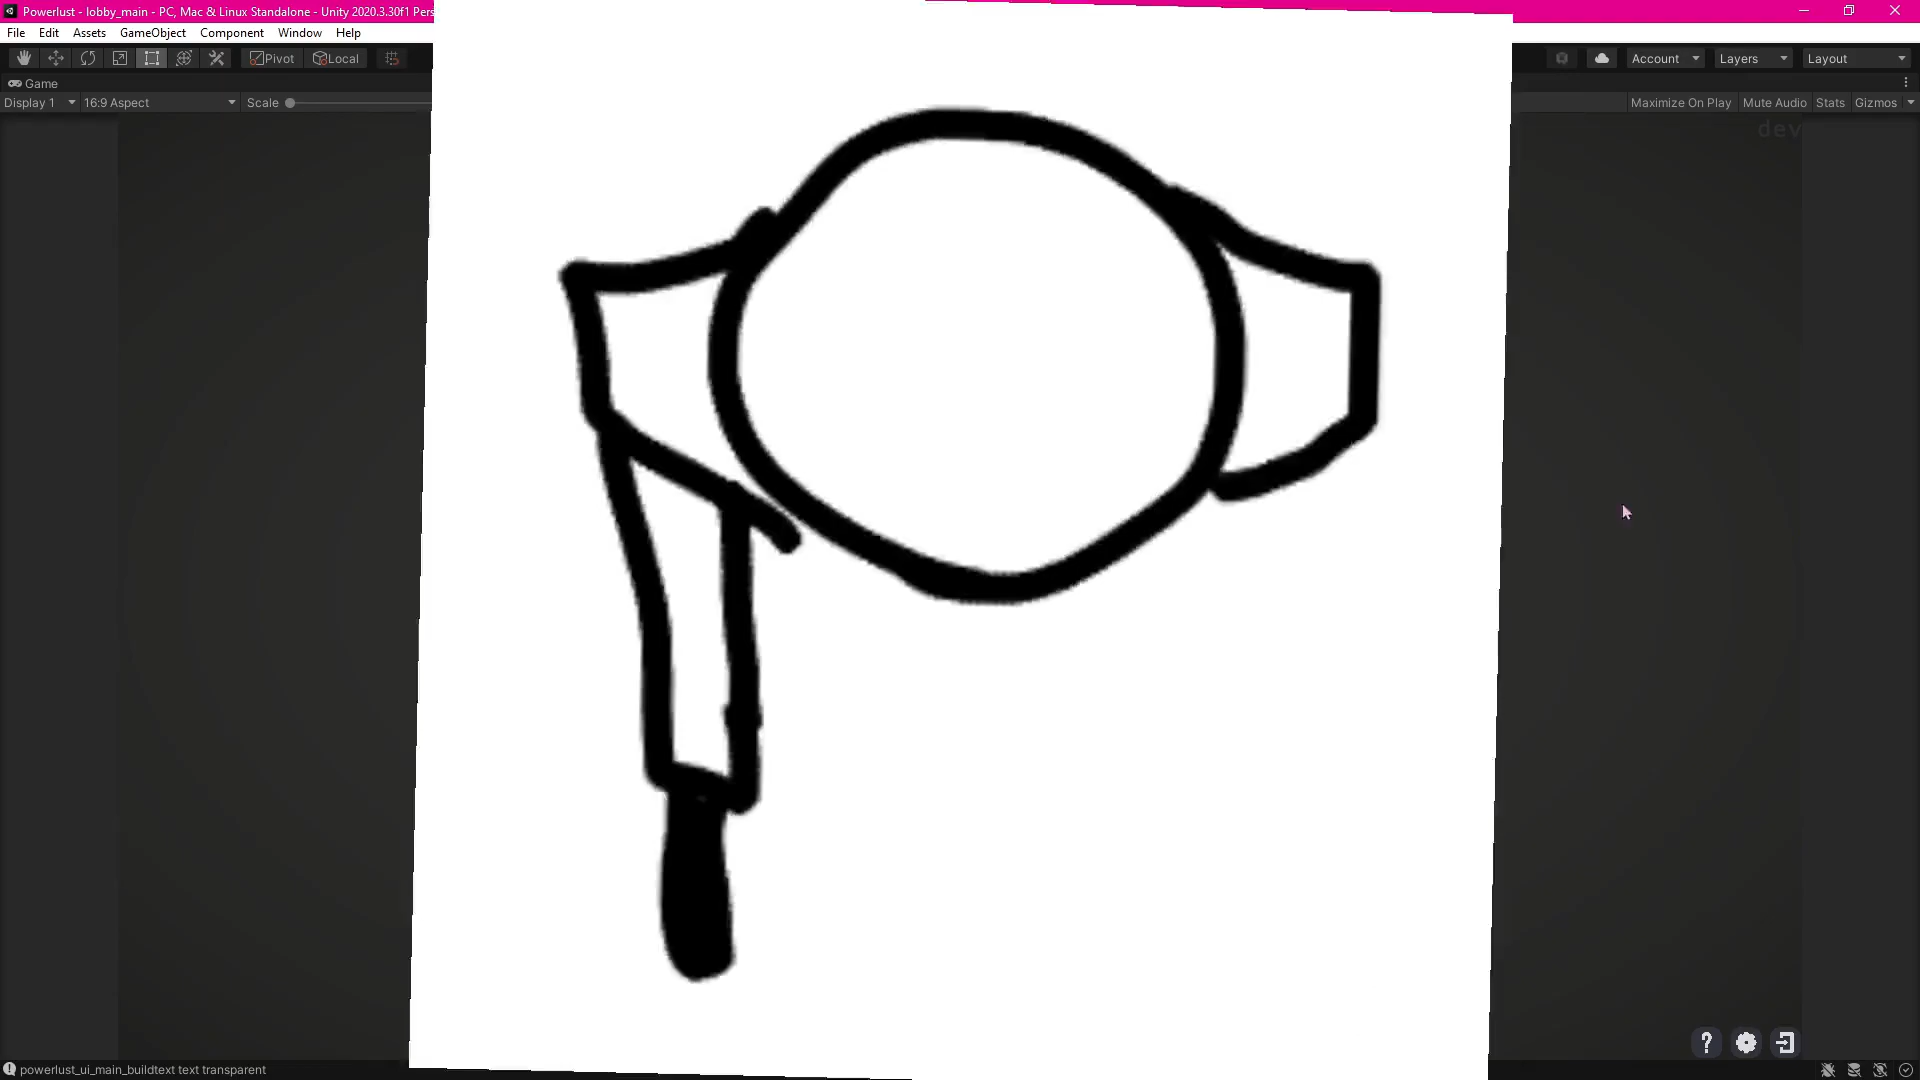 Powerlust - lobby_main - PC, Mac & Linux Standalone - Unity 2020.3.30f1 Pers
File Edit Assets GameObject Component Window Help
Pivot Local Account Layers Layout
Game
Display 1 16:9 Aspect Scale Maximize On Play Mute Audio Stats Gizmos
dev
?
powerlust_ui_main_buildtext text transparent